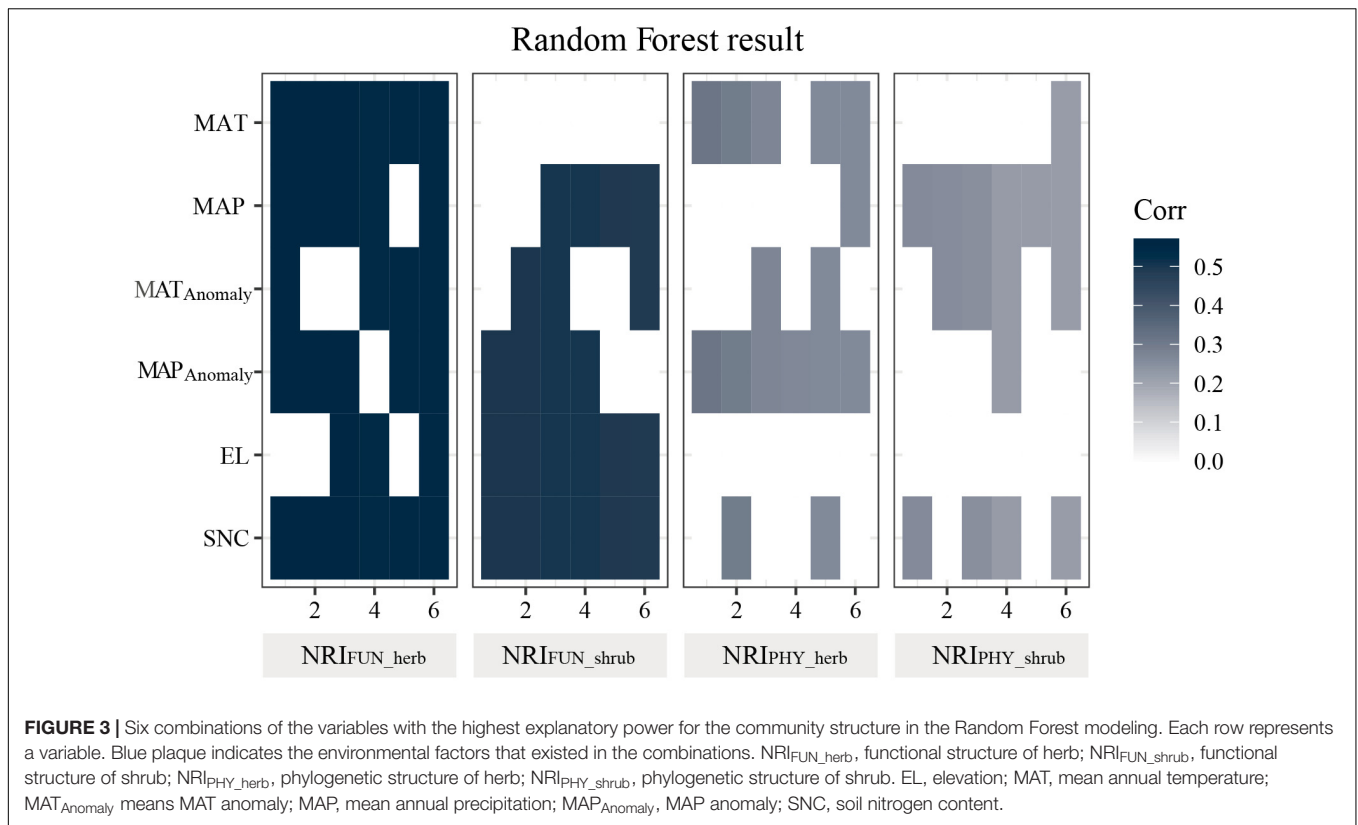 Random Forest result
MAT
MAP
MATAnomaly
MAPAnomaly
EL
SNC
2 4 6 2 4 6 2 4 6 2 4 6
NRIFUN_herb NRIFUN_shrub NRIPHY_herb NRIPHY_shrub
Corr
0.5
0.4
0.3
0.2
0.1
0.0
FIGURE 3 | Six combinations of the variables with the highest explanatory power for the community structure in the Random Forest modeling. Each row represents
a variable. Blue plaque indicates the environmental factors that existed in the combinations. NRIFUN_herb, functional structure of herb; NRIFUN_shrub, functional
structure of shrub; NRIPHY_herb, phylogenetic structure of herb; NRIPHY_shrub, phylogenetic structure of shrub. EL, elevation; MAT, mean annual temperature;
MATAnomaly means MAT anomaly; MAP, mean annual precipitation; MAPAnomaly, MAP anomaly; SNC, soil nitrogen content.